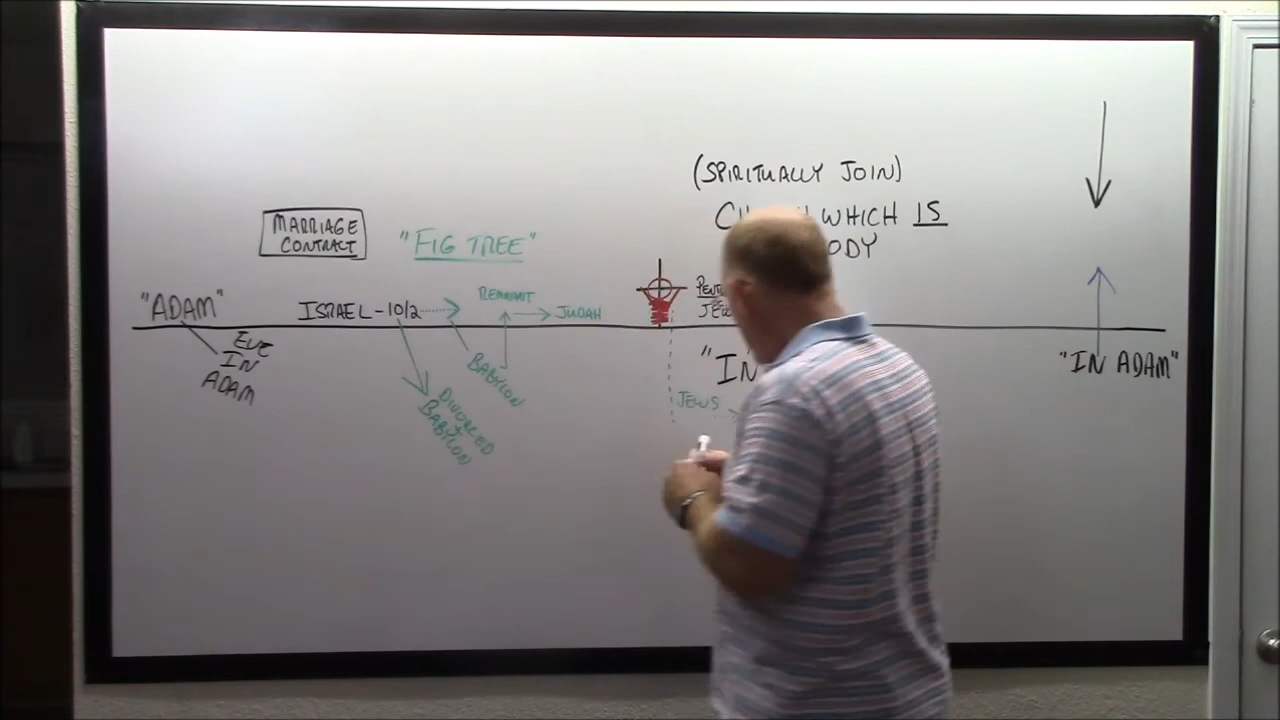 (SPIRITUALLY JOIN)
WHICH IS
MARRIAGE
CONTRACT
"FIG TREE"
"ADAM"
ISRAEL-10/2
REMNANT
JUDAH
EVE
IN
ADAM
BABYLON
DIVORCED
+
BABYLON
"IN
JEWS
"IN ADAM"